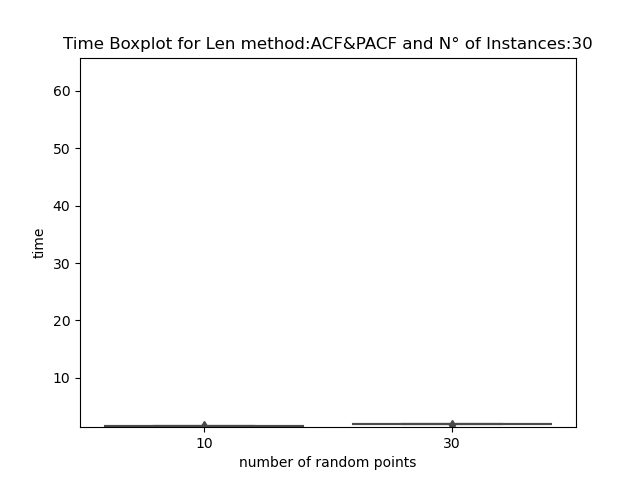 Time Boxplot for Len method:ACF&PACF and N° of Instances:30
60
50
40
30
20
10
time
10 30
number of random points